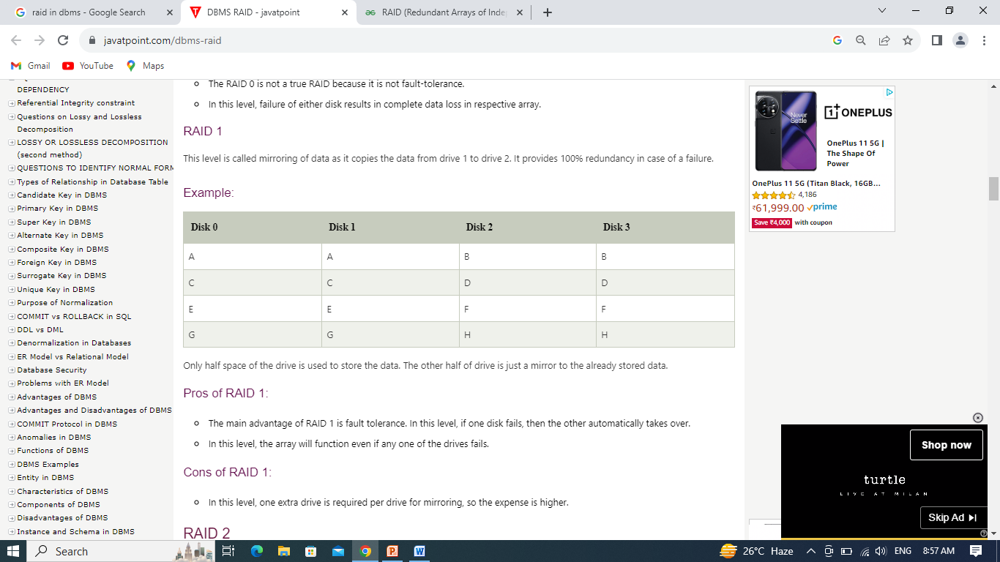 raid in dbms - Google Search
DBMS RAID - javatpoint
RAID (Redundant Arrays of Inde
javatpoint.com/dbms-raid
Gmail
YouTube
Maps
DEPENDENCY
Referential Integrity constraint
Questions on Lossy and Lossless
Decomposition
LOSSY OR LOSSLESS DECOMPOSITION
(second method)
QUESTIONS TO IDENTIFY NORMAL FORM
Types of Relationship in Database Table
Candidate Key in DBMS
Primary Key in DBMS
Super Key in DBMS
Alternate Key in DBMS
Composite Key in DBMS
Foreign Key in DBMS
Surrogate Key in DBMS
Unique Key in DBMS
Purpose of Normalization
COMMIT vs ROLLBACK in SQL
DDL vs DML
Denormalization in Databases
ER Model vs Relational Model
Database Security
Problems with ER Model
Advantages of DBMS
Advantages and Disadvantages of DBMS
COMMIT Protocol in DBMS
Anomalies in DBMS
Functions of DBMS
DBMS Examples
Entity in DBMS
Characteristics of DBMS
Components of DBMS
Disadvantages of DBMS
Instance and Schema in DBMS
The RAID 0 is not a true RAID because it is not fault-tolerance.
In this level, failure of either disk results in complete data loss in respective array.
RAID 1
This level is called mirroring of data as it copies the data from drive 1 to drive 2. It provides 100% redundancy in case of a failure.
Example:
Disk 0 Disk 1 Disk 2 Disk 3
A A B B
C C D D
E E F F
G G H H
Only half space of the drive is used to store the data. The other half of drive is just a mirror to the already stored data.
Pros of RAID 1:
The main advantage of RAID 1 is fault tolerance. In this level, if one disk fails, then the other automatically takes over.
In this level, the array will function even if any one of the drives fails.
Cons of RAID 1:
In this level, one extra drive is required per drive for mirroring, so the expense is higher.
RAID 2
Never
Settle
ONEPLUS
OnePlus 11 5G |
The Shape Of
Power
OnePlus 11 5G (Titan Black, 16GB...
4,186
₹61,999.00 prime
Save ₹4,000 with coupon
Shop now
turtle
LIVE AT MILAN
Skip Ad
Search
26°C Haze
ENG
8:57 AM